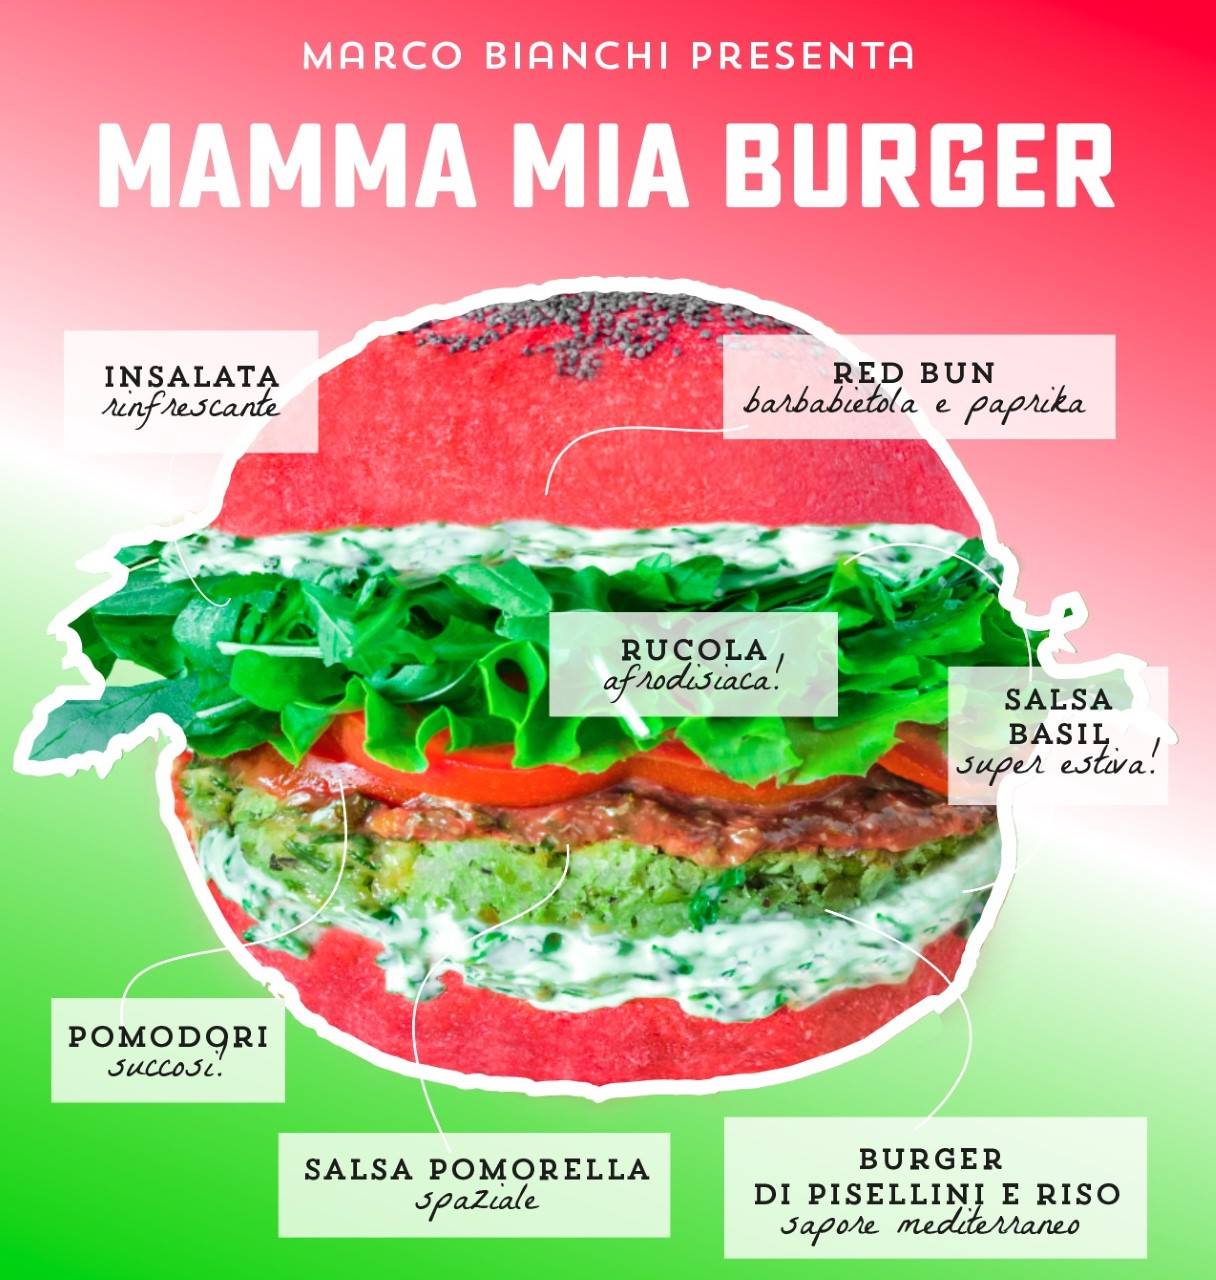 MARCO BIANCHI PRESENTA
MAMMA MIA BURGER
INSALATA
rinfrescante
RED BUN
barbabietola e paprika
RUCOLA
afrodisiaca!
SALSA
BASIL
super estiva!
POMODORI
succosi!
SALSA POMORELLA
spaziale
BURGER
DI PISELLINI E RISO
sapore mediterraneo